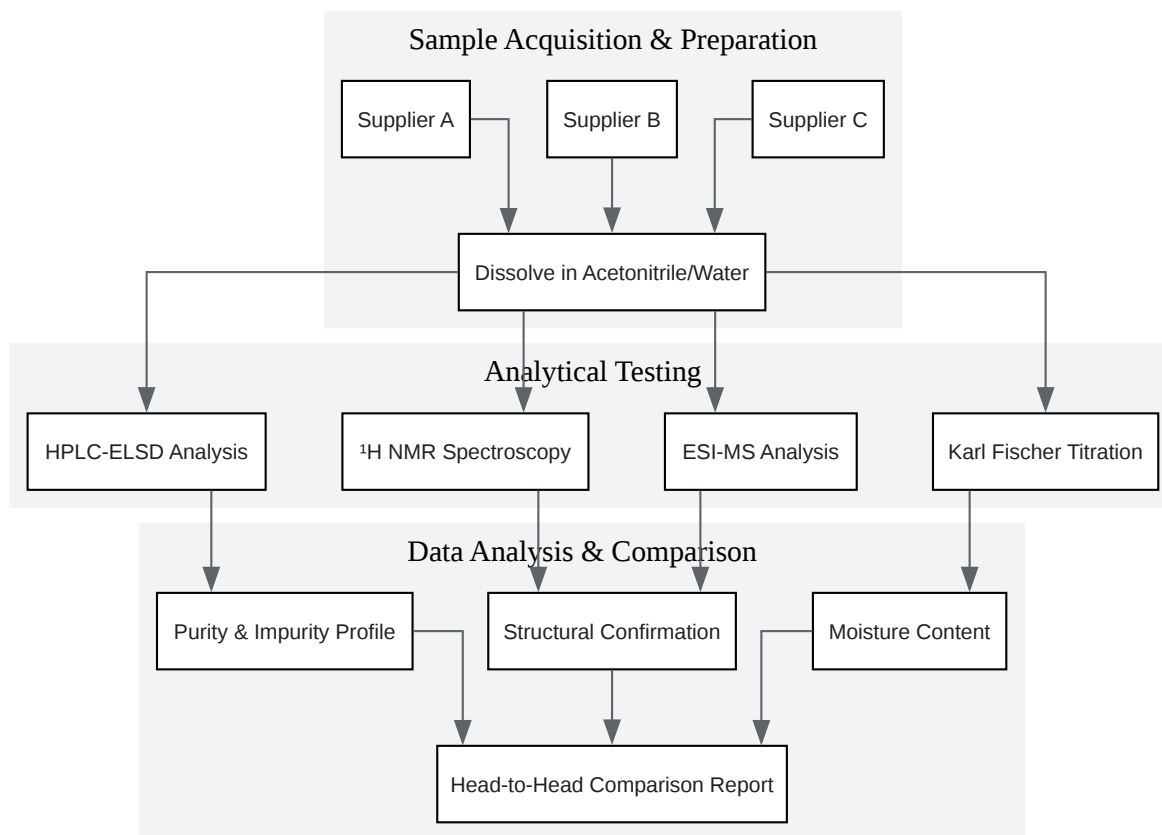 Sample Acquisition & Preparation
Supplier A
Supplier B
Supplier C
Dissolve in Acetonitrile/Water
Analytical Testing
HPLC-ELSD Analysis
¹H NMR Spectroscopy
ESI-MS Analysis
Karl Fischer Titration
Data Analysis & Comparison
Purity & Impurity Profile
Structural Confirmation
Moisture Content
Head-to-Head Comparison Report